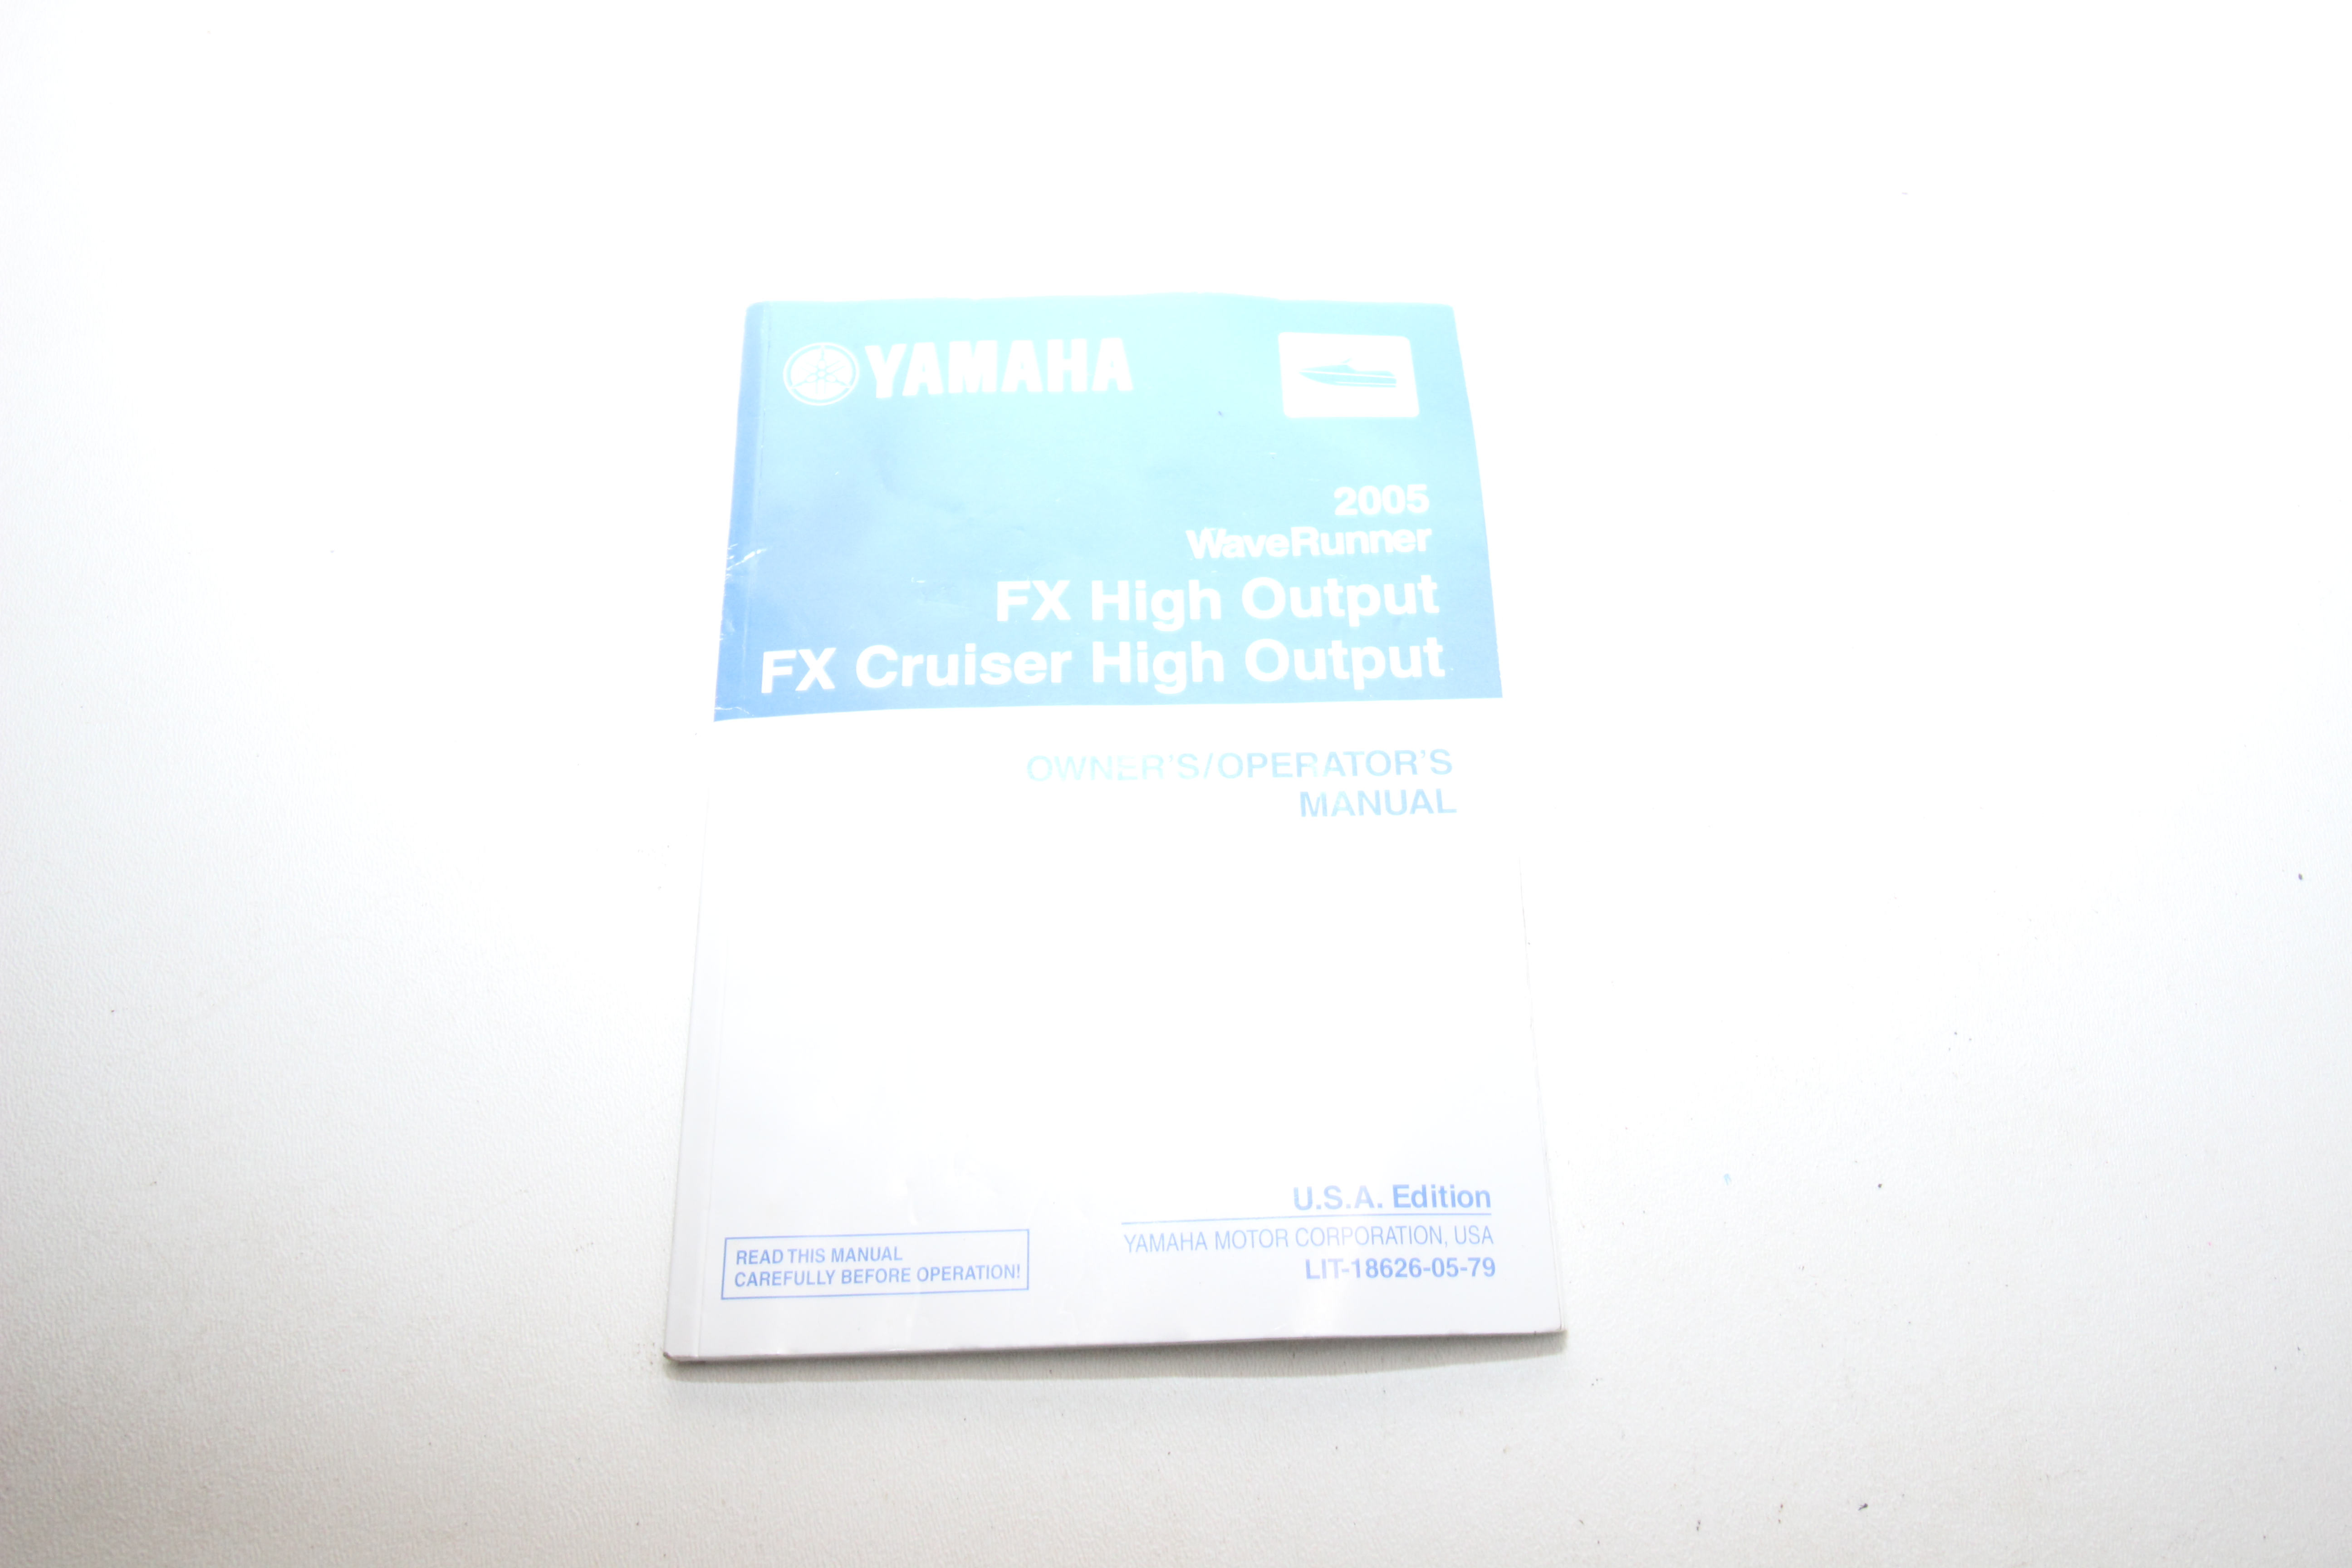 YAMAHA
2005
WaveRunner
FX High Output
FX Cruiser High Output
OWNER'S/OPERATOR'S
MANUAL
U.S.A. Edition
YAMAHA MOTOR CORPORATION, USA
LIT-18626-05-79
READ THIS MANUAL
CAREFULLY BEFORE OPERATION!